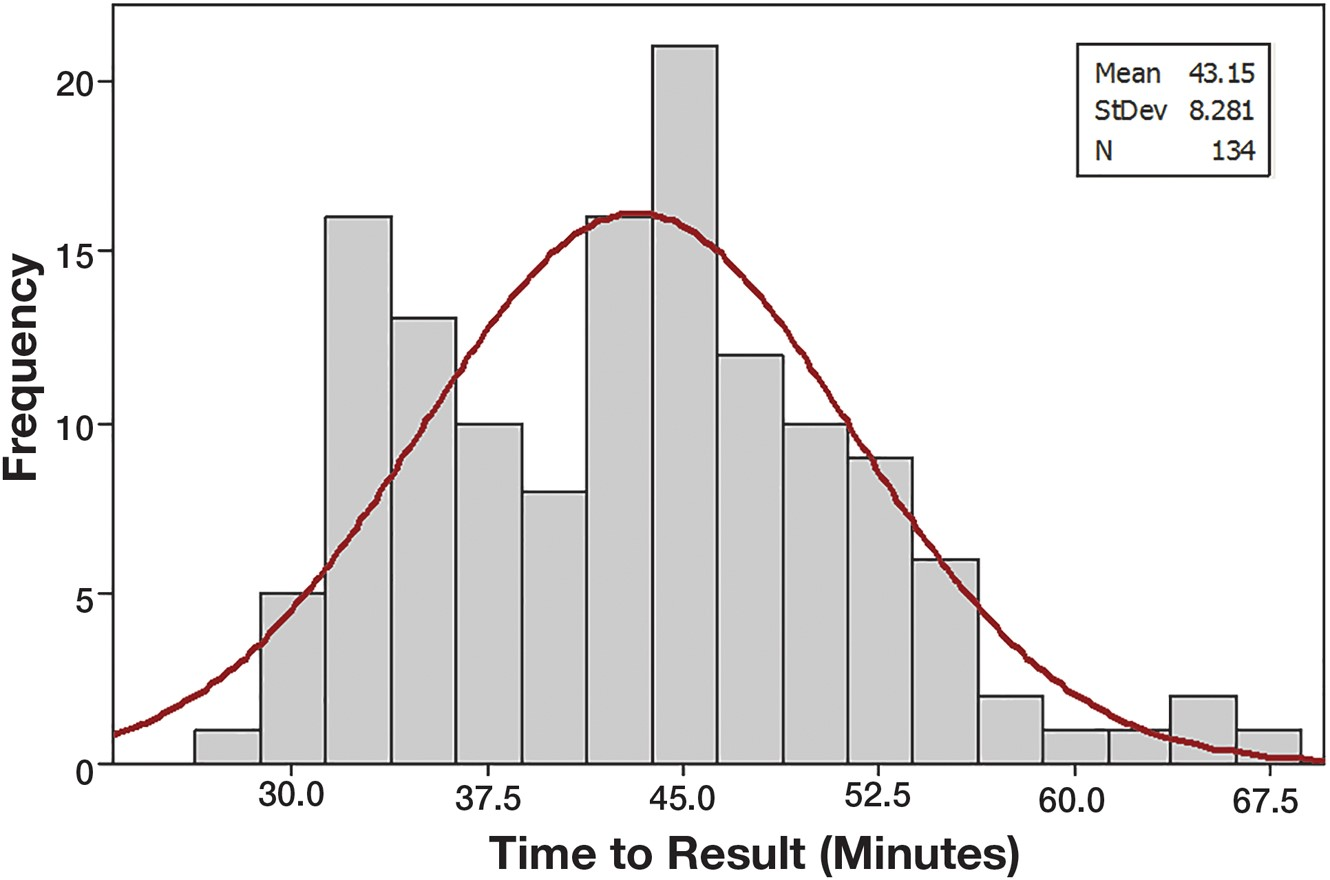 Mean 43.15
StDev 8.281
N 134
20
15
10
5
0
Frequency
30.0 37.5 45.0 52.5 60.0 67.5
Time to Result (Minutes)